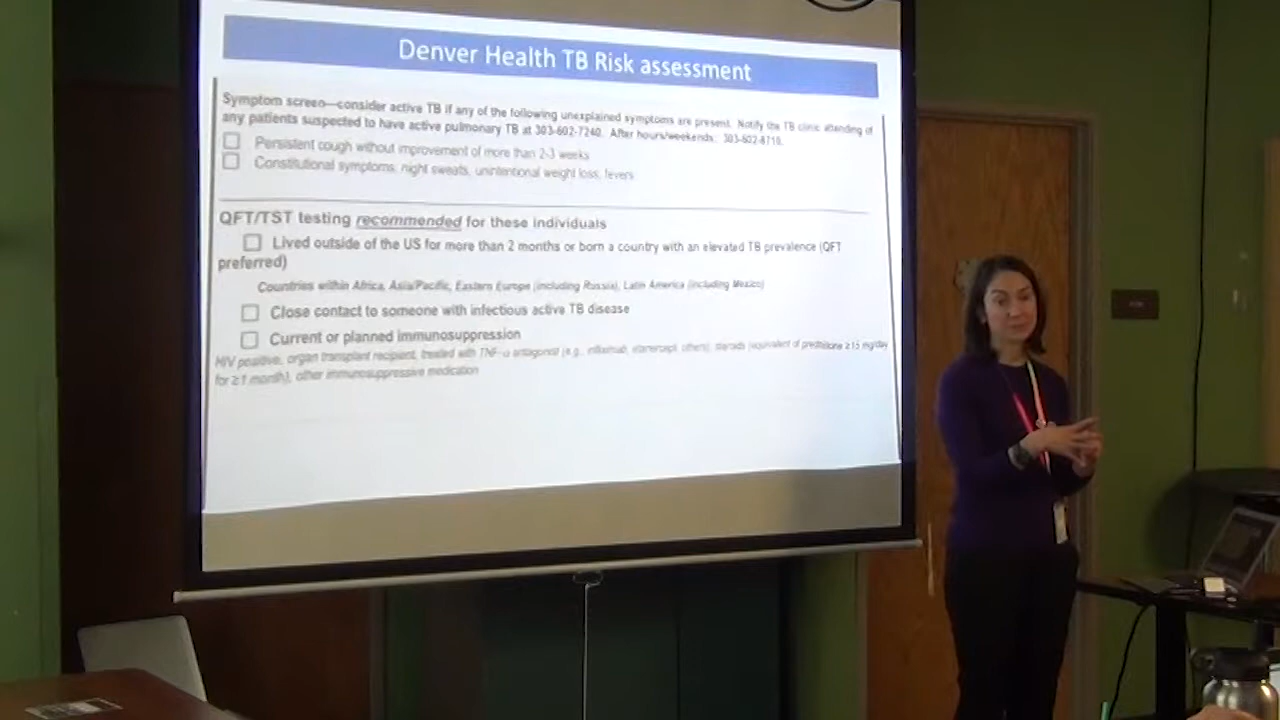 Denver Health TB Risk assessment
Symptom screen—consider active TB if any of the following unexplained symptoms are present. Notify the TB clinic attending of
any patients suspected to have active pulmonary TB at 303-602-7240. After hours/weekends: 303-602-8710.
Persistent cough without improvement of more than 2-3 weeks
Constitutional symptoms: night sweats, unintentional weight loss, fevers
QFT/TST testing recommended for these individuals
Lived outside of the US for more than 2 months or born a country with an elevated TB prevalence (QFT
preferred)
Countries within Africa, Asia/Pacific, Eastern Europe (including Russia), Latin America (including Mexico)
Close contact to someone with infectious active TB disease
Current or planned immunosuppression
HIV positive, organ transplant recipient, treated with TNF-α antagonist (e.g., infliximab, etanercept, others), steroids (equivalent of prednisone ≥15 mg/day
for ≥1 month), other immunosuppressive medication